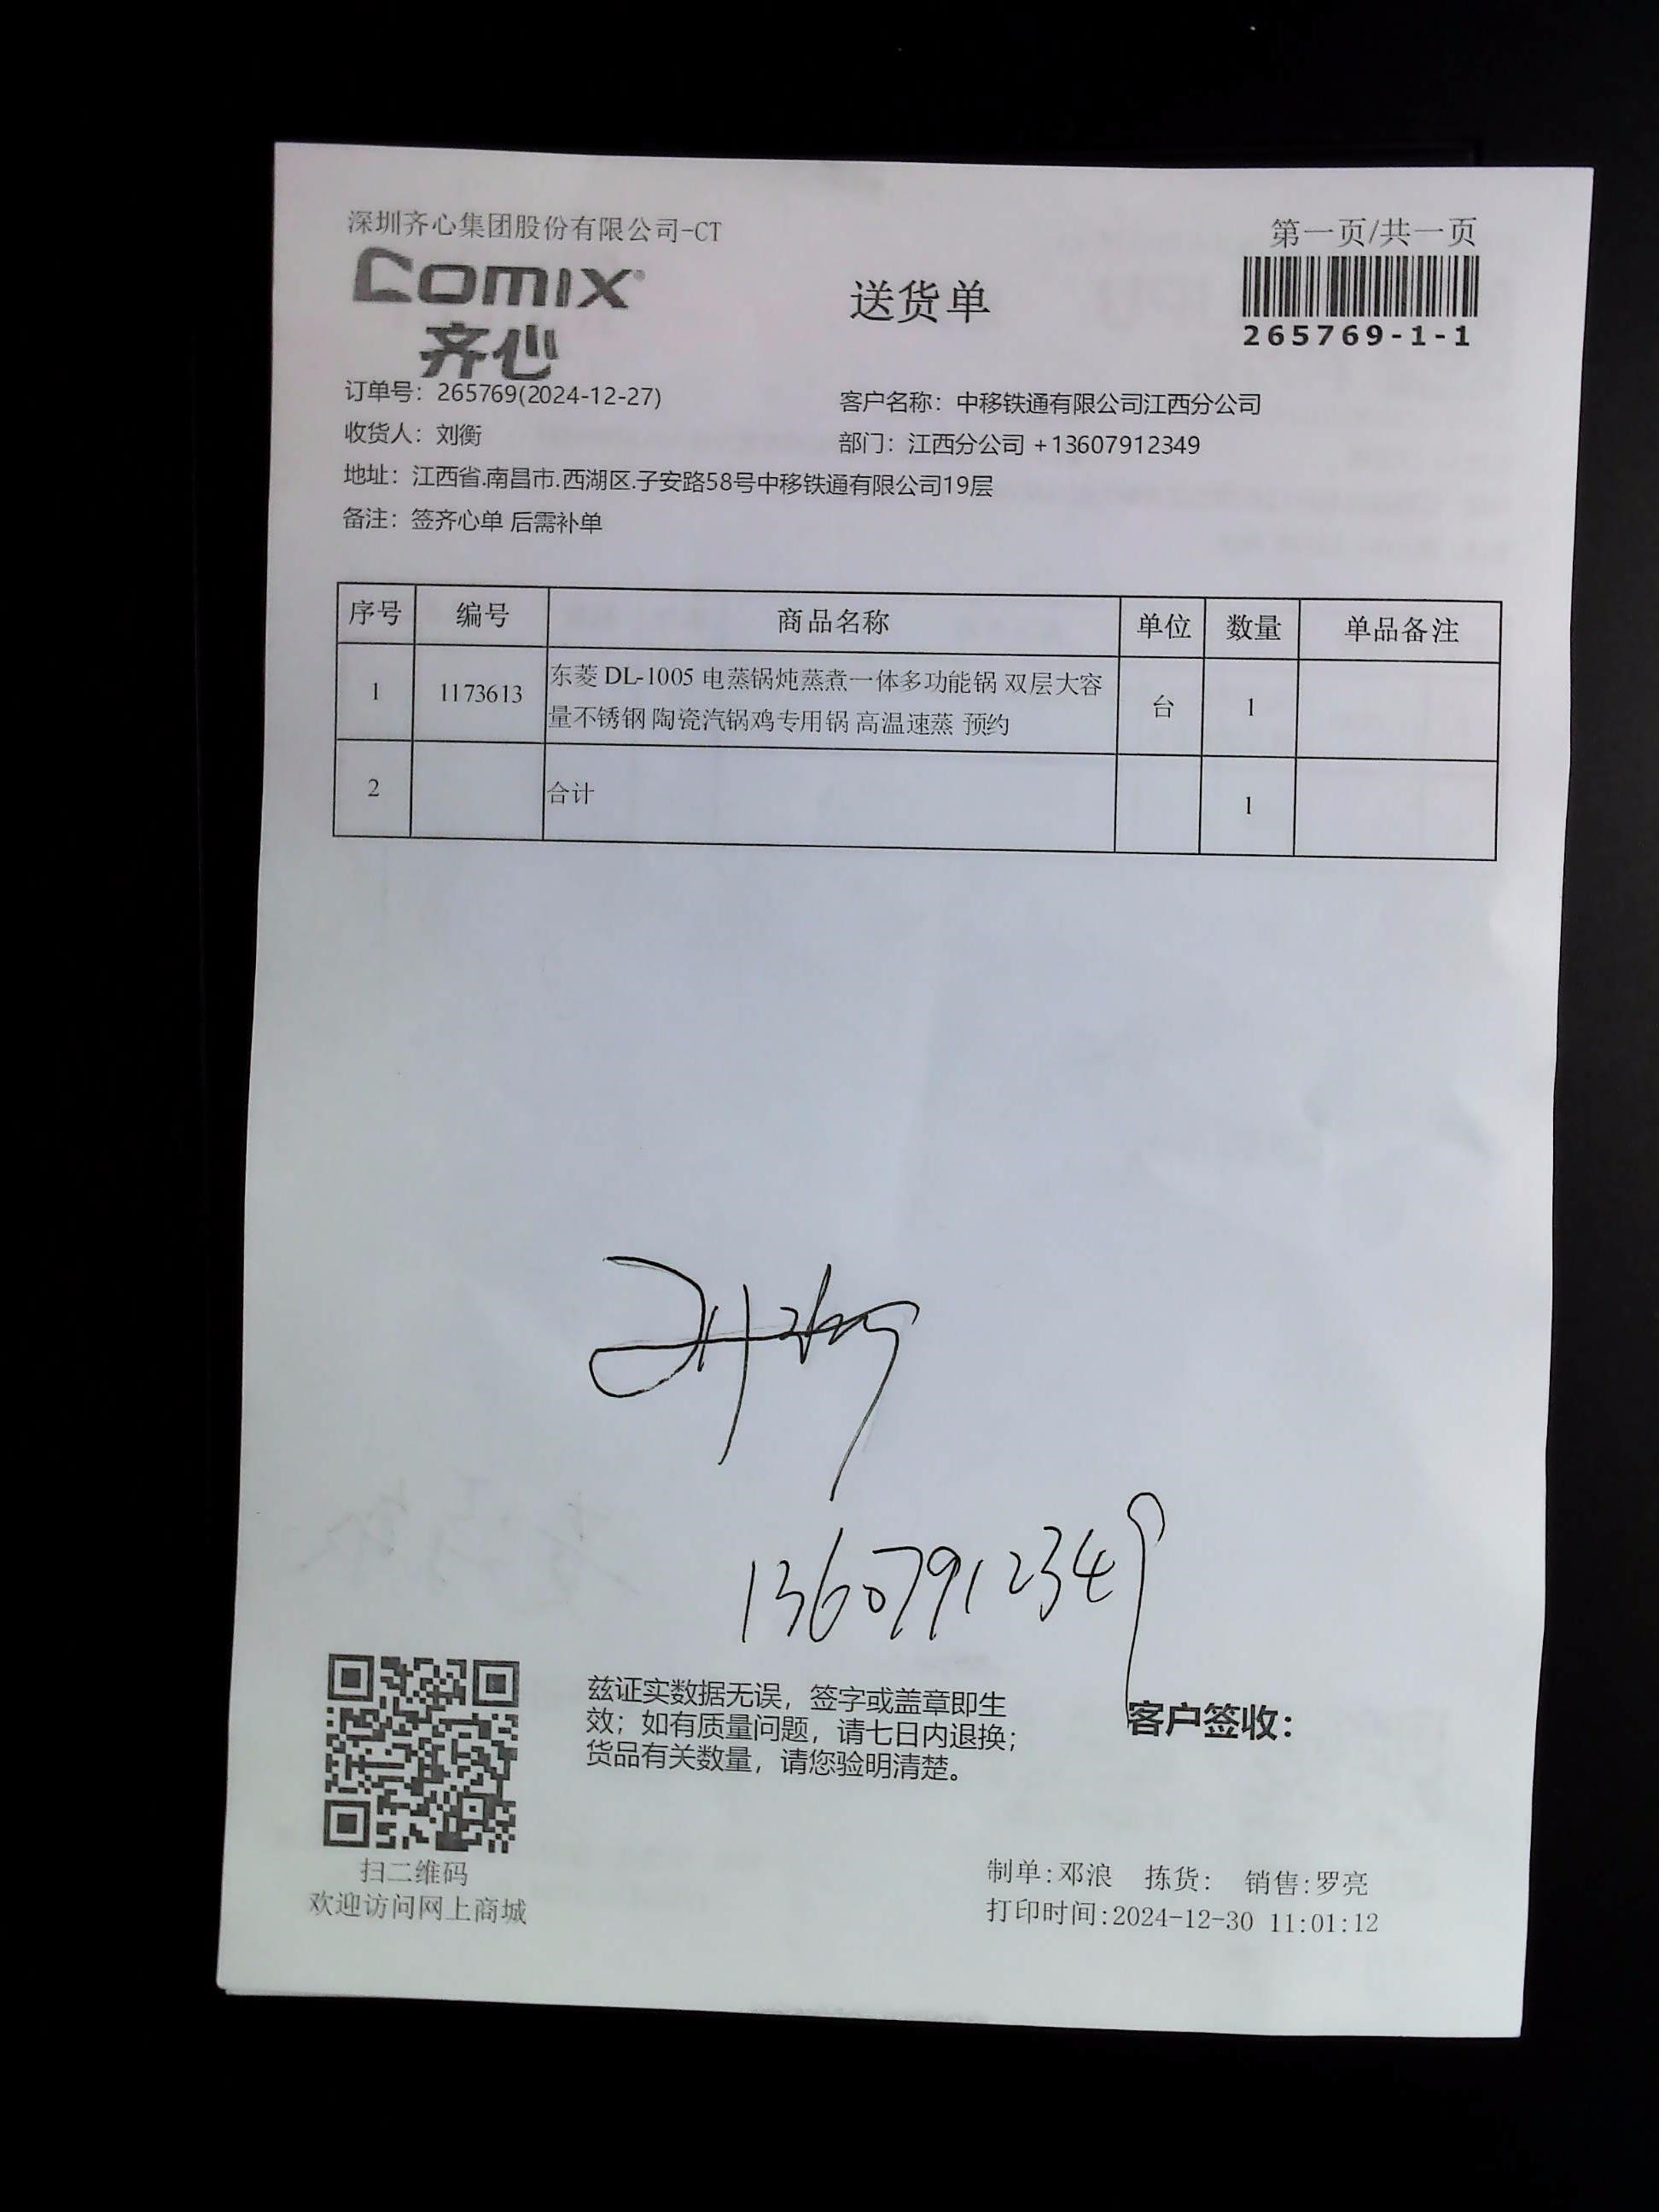 深圳齐心集团股份有限公司-CT
第一页/共一页
Comix®
齐心
送货单
265769-1-1
订单号：265769(2024-12-27)
客户名称：中移铁通有限公司江西分公司
收货人：刘衡
部门：江西分公司 +13607912349
地址：江西省.南昌市.西湖区.子安路58号中移铁通有限公司19层
备注：签齐心单 后需补单
序号 编号 商品名称 单位 数量 单品备注
1 1173613 东菱 DL-1005 电蒸锅炖蒸煮一体多功能锅 双层大容 台 1
量不锈钢 陶瓷汽锅鸡专用锅 高温速蒸 预约
2 合计 1
13607912349
兹证实数据无误，签字或盖章即生
效；如有质量问题，请七日内退换；
货品有关数量，请您验明清楚。
客户签收：
扫二维码
欢迎访问网上商城
制单:邓浪 拣货: 销售:罗亮
打印时间:2024-12-30 11:01:12